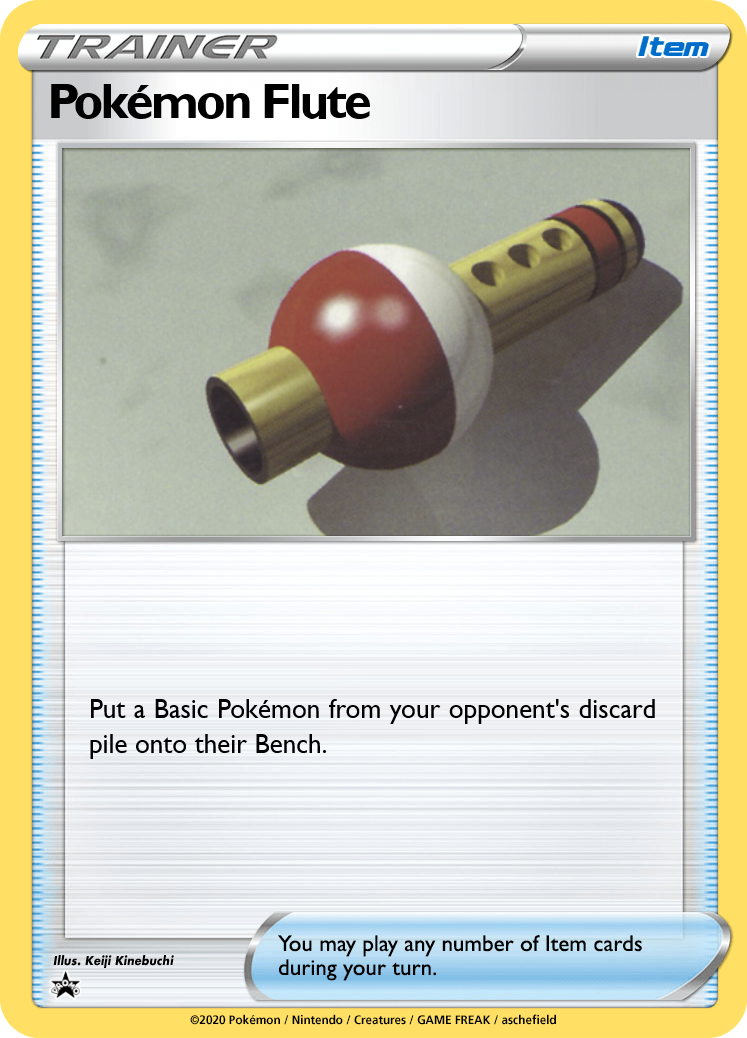 TRAINER
Item
Pokémon Flute
Put a Basic Pokémon from your opponent's discard
pile onto their Bench.
You may play any number of Item cards
during your turn.
Illus. Keiji Kinebuchi
PROMO
©2020 Pokémon / Nintendo / Creatures / GAME FREAK / aschefield